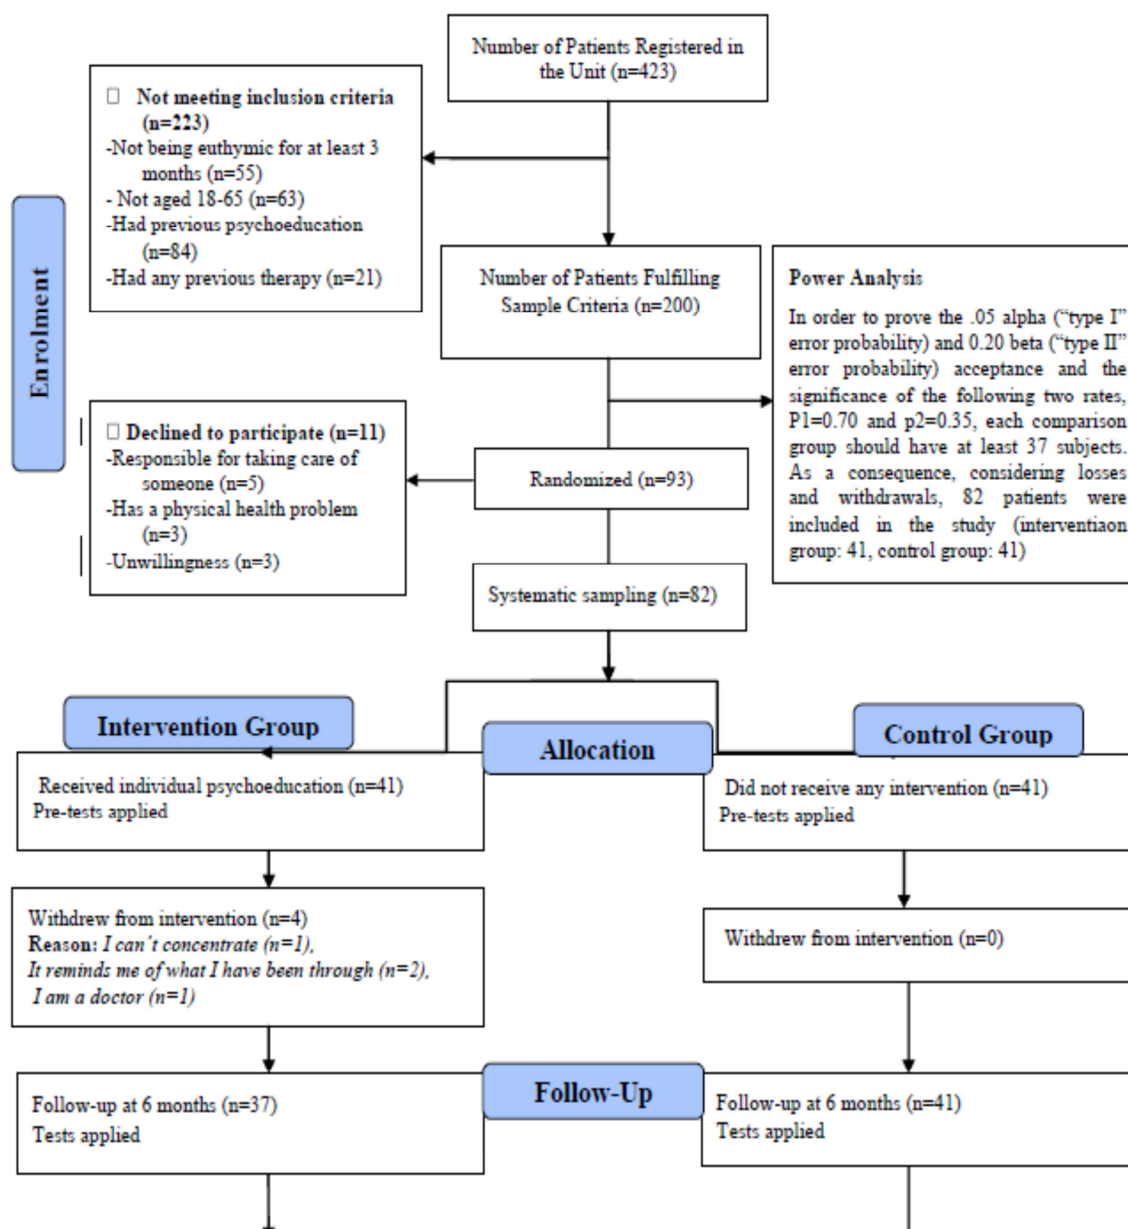 Number of Patients Registered in
the Unit (n=423)
□ Not meeting inclusion criteria
(n=223)
-Not being euthymic for at least 3
months (n=55)
- Not aged 18-65 (n=63)
-Had previous psychoeducation
(n=84)
-Had any previous therapy (n=21)
Enrolment
Number of Patients Fulfilling
Sample Criteria (n=200)
Power Analysis
In order to prove the .05 alpha (“type I”
error probability) and 0.20 beta (“type II”
error probability) acceptance and the
significance of the following two rates,
P1=0.70 and p2=0.35, each comparison
group should have at least 37 subjects.
As a consequence, considering losses
and withdrawals, 82 patients were
included in the study (interventiaon
group: 41, control group: 41)
□ Declined to participate (n=11)
-Responsible for taking care of
someone (n=5)
-Has a physical health problem
(n=3)
-Unwillingness (n=3)
Randomized (n=93)
Systematic sampling (n=82)
Intervention Group
Allocation
Control Group
Received individual psychoeducation (n=41)
Pre-tests applied
Did not receive any intervention (n=41)
Pre-tests applied
Withdrew from intervention (n=4)
Reason: I can’t concentrate (n=1),
It reminds me of what I have been through (n=2),
I am a doctor (n=1)
Withdrew from intervention (n=0)
Follow-Up
Follow-up at 6 months (n=37)
Tests applied
Follow-up at 6 months (n=41)
Tests applied